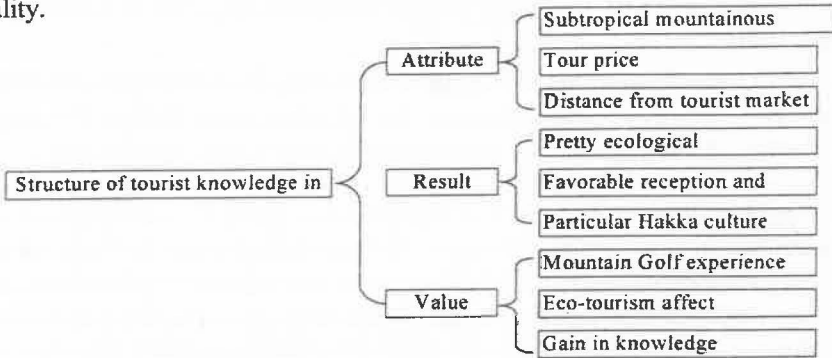 ality.
Structure of tourist knowledge in
Attribute
Subtropical mountainous
Tour price
Distance from tourist market
Result
Pretty ecological
Favorable reception and
Particular Hakka culture
Value
Mountain Golf experience
Eco-tourism affect
Gain in knowledge